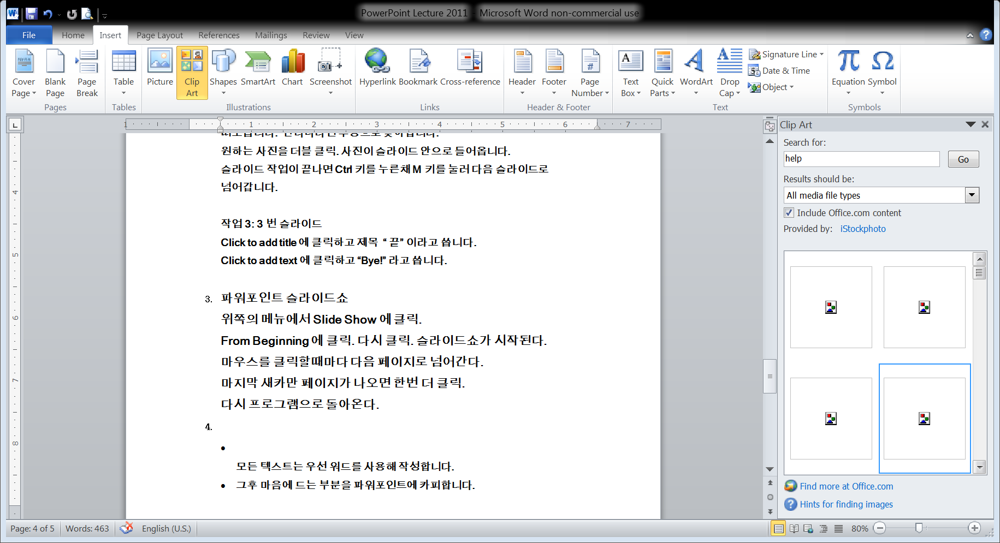 PowerPoint Lecture 2011 - Microsoft Word non-commercial use
File Home Insert Page Layout References Mailings Review View
Cover Page
Blank Page
Page Break
Table
Picture
Clip Art
Shapes
SmartArt
Chart
Screenshot
Hyperlink
Bookmark
Cross-reference
Header
Footer
Page Number
Text Box
Quick Parts
WordArt
Drop Cap
Signature Line
Date & Time
Object
Equation
Symbol
Pages Tables Illustrations Links Header & Footer Text Symbols
1 1 2 3 4 5 6 7
4
5
6
7
8
원하는 사진을 더블 클릭. 사진이 슬라이드 안으로 들어옵니다.
슬라이드 작업이 끝나면 Ctrl 키를 누른채 M 키를 눌러 다음 슬라이드로
넘어갑니다.
작업 3: 3 번 슬라이드
Click to add title 에 클릭하고 제목 “ 끝” 이라고 씁니다.
Click to add text 에 클릭하고 “Bye!” 라고 씁니다.
3. 파워포인트 슬라이드쇼
위쪽의 메뉴에서 Slide Show 에 클릭.
From Beginning 에 클릭. 다시 클릭. 슬라이드쇼가 시작된다.
마우스를 클릭할때마다 다음 페이지로 넘어간다.
마지막 새카만 페이지가 나오면 한번 더 클릭.
다시 프로그램으로 돌아온다.
4.
•
모든 텍스트는 우선 워드를 사용해 작성합니다.
• 그후 마음에 드는 부분을 파워포인트에 카피합니다.
Clip Art
Search for:
help
Go
Results should be:
All media file types
Include Office.com content
Provided by: iStockphoto
Find more at Office.com
Hints for finding images
Page: 4 of 5 Words: 463 English (U.S.) 80%